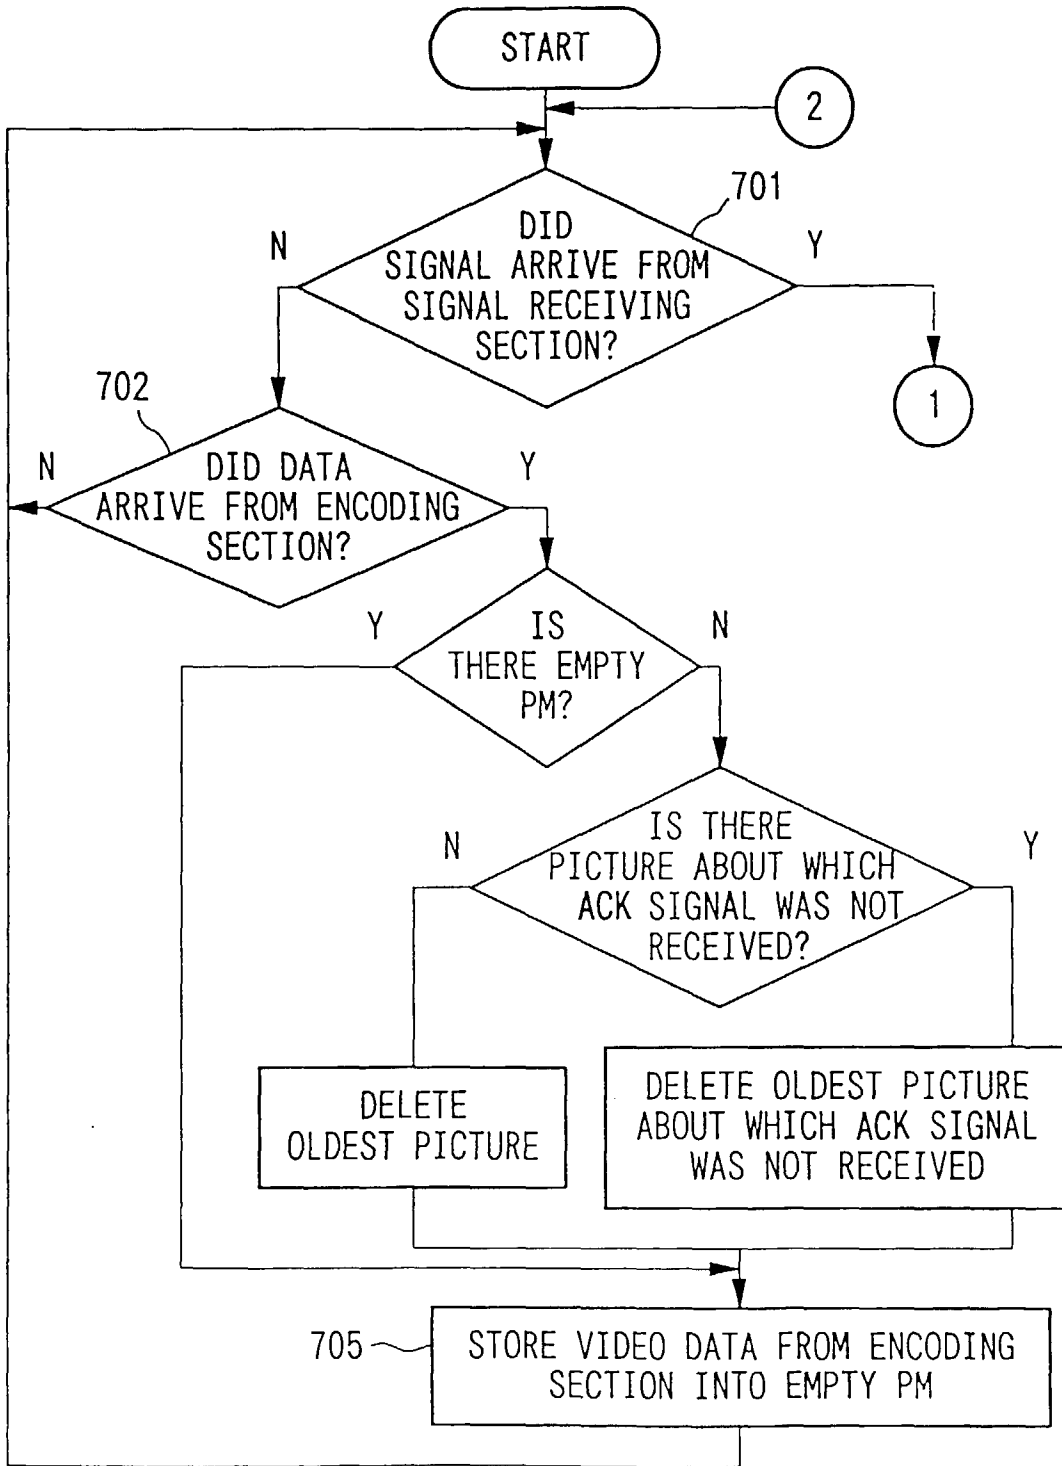 START
2
701
DID
SIGNAL ARRIVE FROM
SIGNAL RECEIVING
SECTION?
N
Y
1
702
DID DATA
ARRIVE FROM ENCODING
SECTION?
N
Y
IS
THERE EMPTY
PM?
Y
N
IS THERE
PICTURE ABOUT WHICH
ACK SIGNAL WAS NOT
RECEIVED?
N
Y
DELETE
OLDEST PICTURE
DELETE OLDEST PICTURE
ABOUT WHICH ACK SIGNAL
WAS NOT RECEIVED
705
STORE VIDEO DATA FROM ENCODING
SECTION INTO EMPTY PM